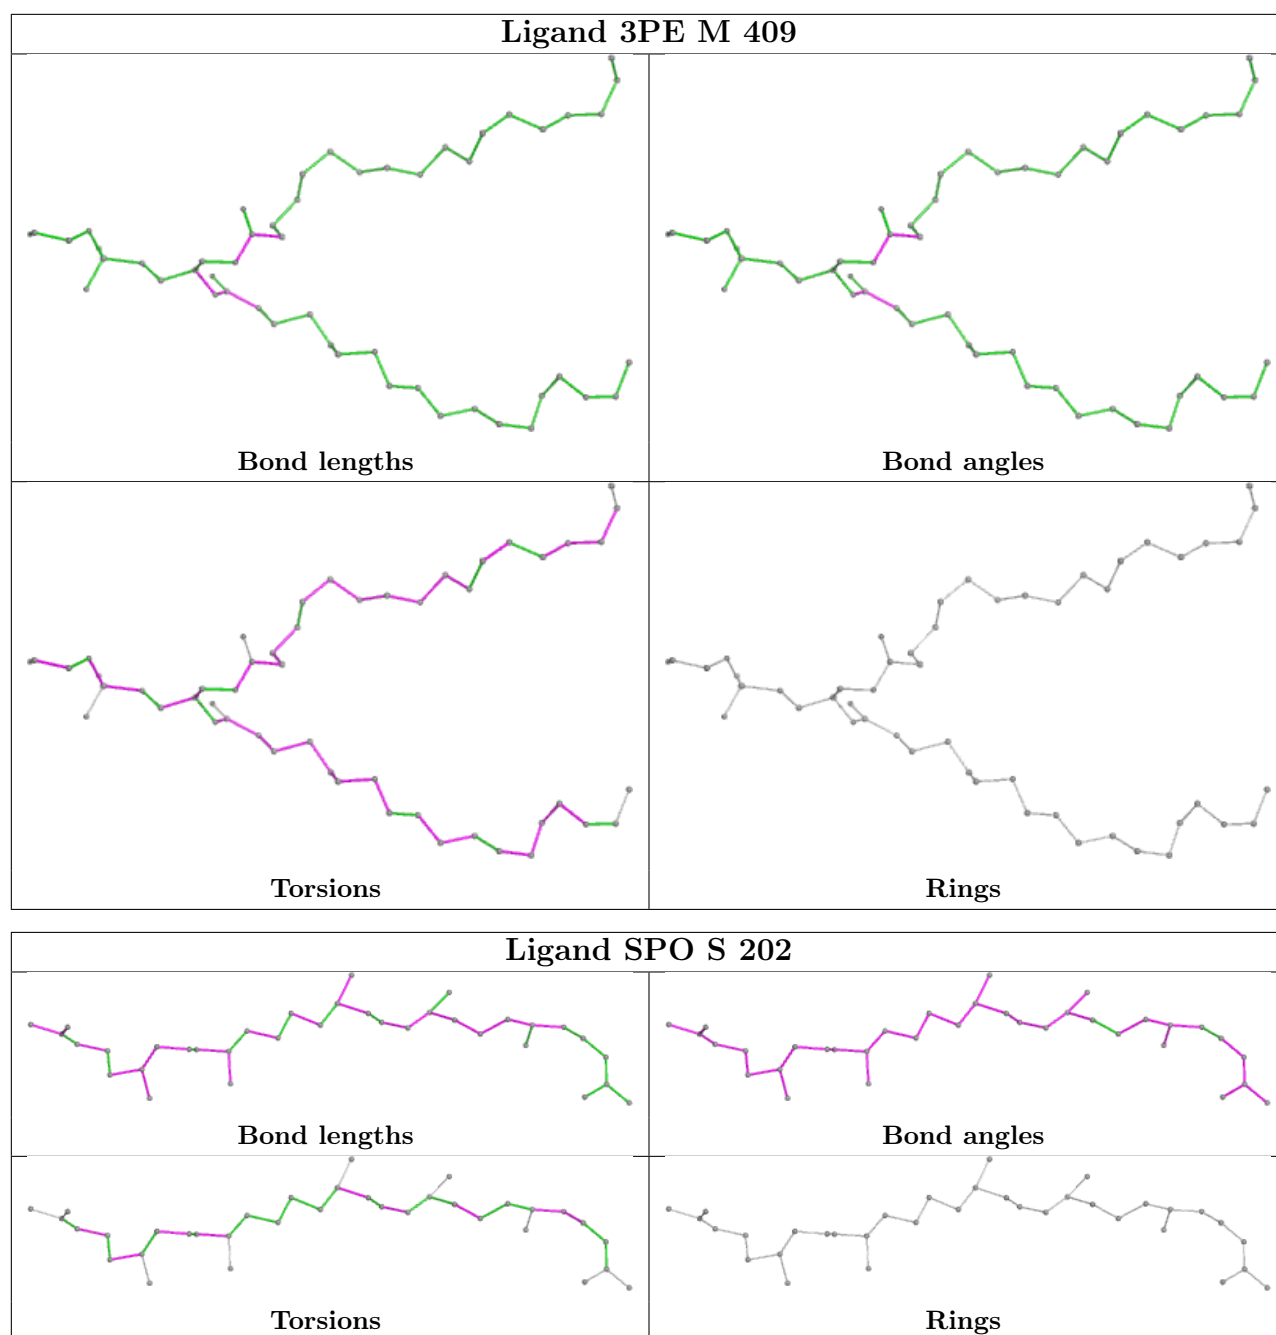 Ligand 3PE M 409
Bond lengths
Bond angles
Torsions
Rings
Ligand SPO S 202
Bond lengths
Bond angles
Torsions
Rings